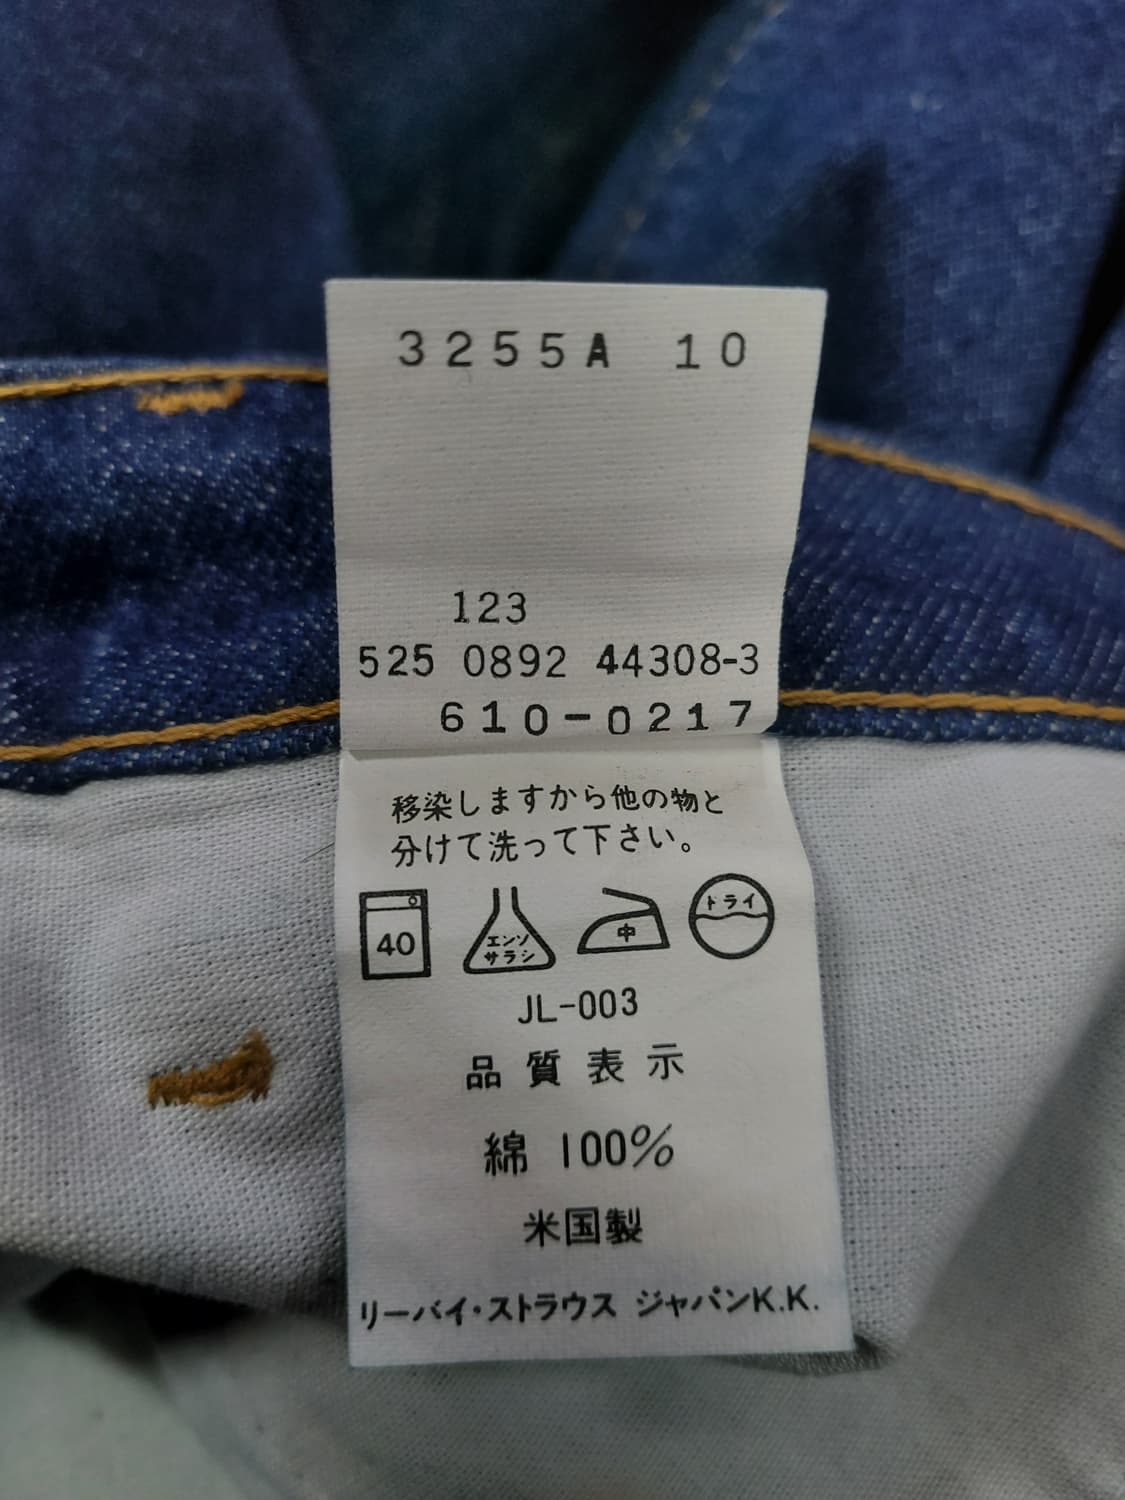 3255A 10
123
525 0892 44308-3
610-0217
移染しますから他の物と
分けて洗って下さい。
40 エンソ サラシ 中 ドライ
JL-003
品質表示
綿 100%
米国製
リーバイ・ストラウス ジャパンK.K.